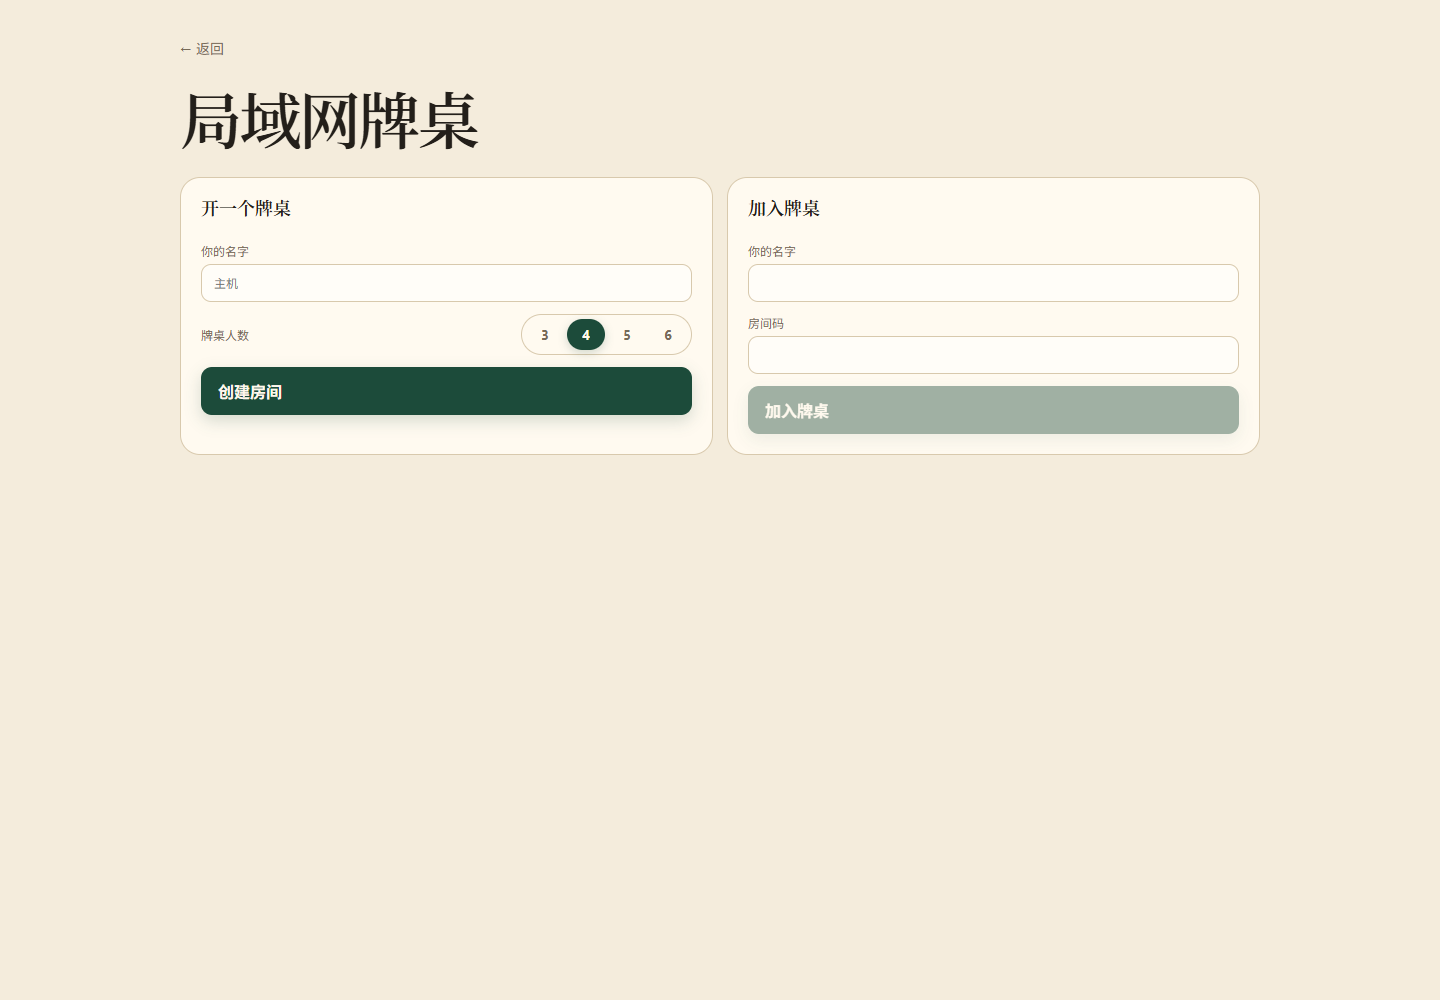 ← 返回
局域网牌桌
开一个牌桌
你的名字
主机
牌桌人数
3 4 5 6
创建房间
加入牌桌
你的名字
房间码
加入牌桌